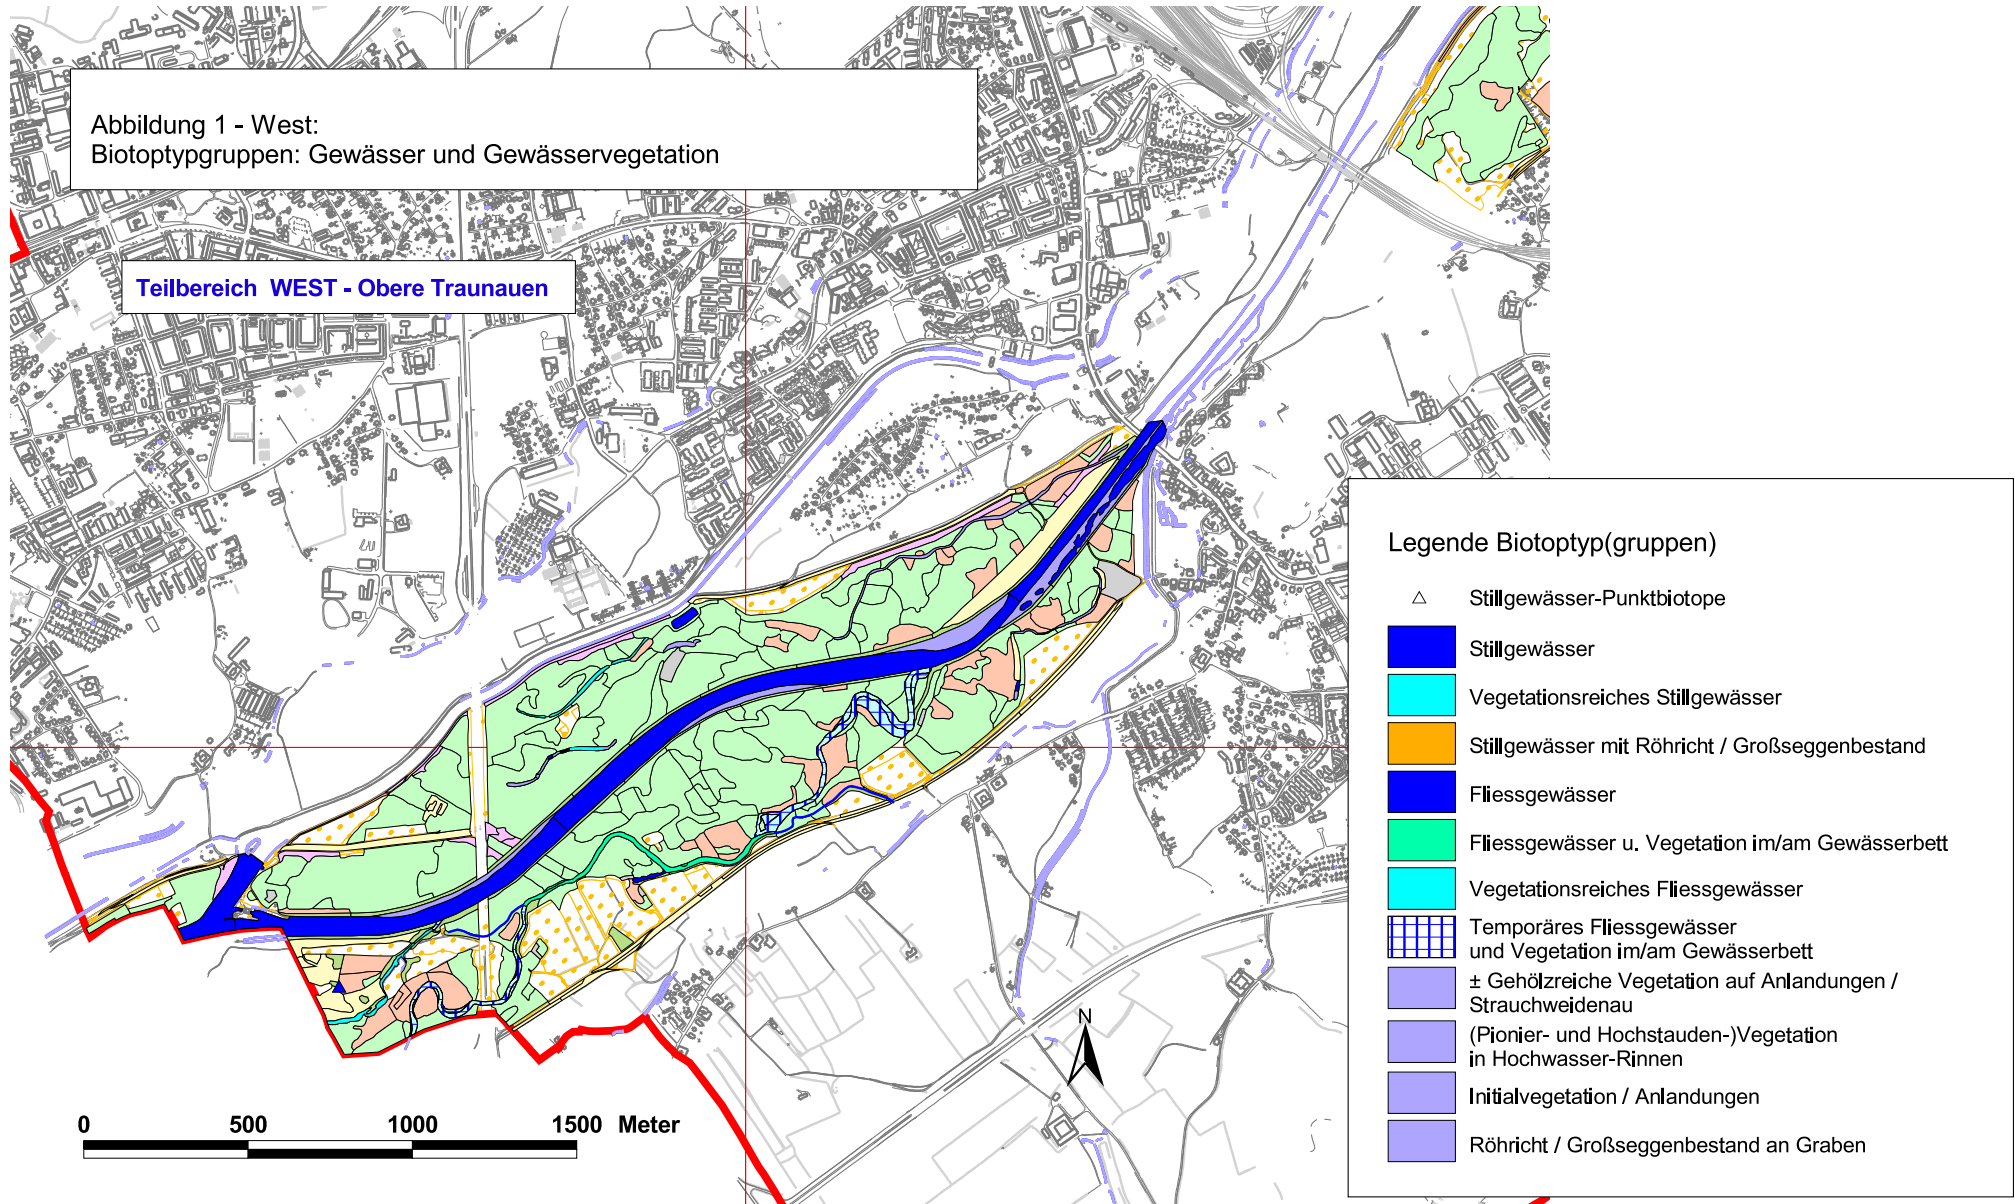 Abbildung 1 - West:
Biotoptypgruppen: Gewässer und Gewässervegetation
Teilbereich WEST - Obere Traunauen
Legende Biotoptyp(gruppen)
Stillgewässer-Punktbiotope
Stillgewässer
Vegetationsreiches Stillgewässer
Stillgewässer mit Röhricht / Großseggenbestand
Fliessgewässer
Fliessgewässer u. Vegetation im/am Gewässerbett
Vegetationsreiches Fliessgewässer
Temporäres Fliessgewässer
und Vegetation im/am Gewässerbett
± Gehölzreiche Vegetation auf Anlandungen /
Strauchweidenau
(Pionier- und Hochstauden-)Vegetation
in Hochwasser-Rinnen
Initialvegetation / Anlandungen
Röhricht / Großseggenbestand an Graben
N
0 500 1000 1500 Meter